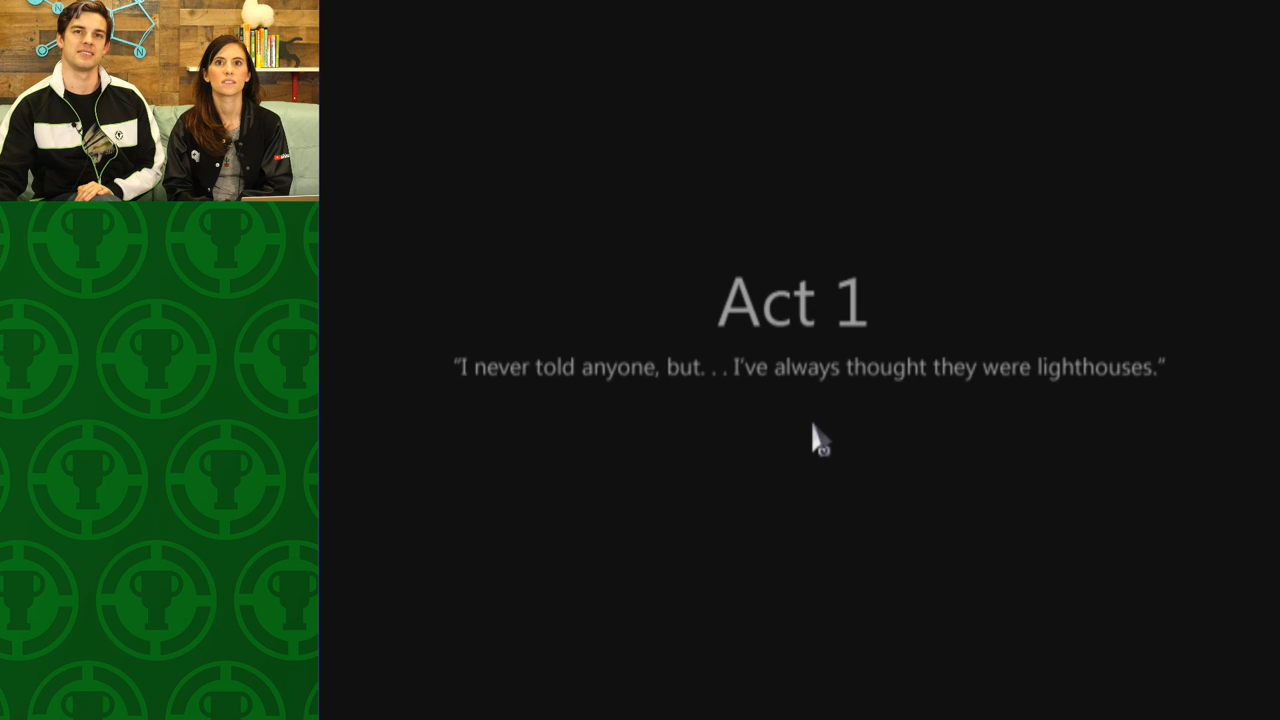 Act 1
“I never told anyone, but. . . I've always thought they were lighthouses.”